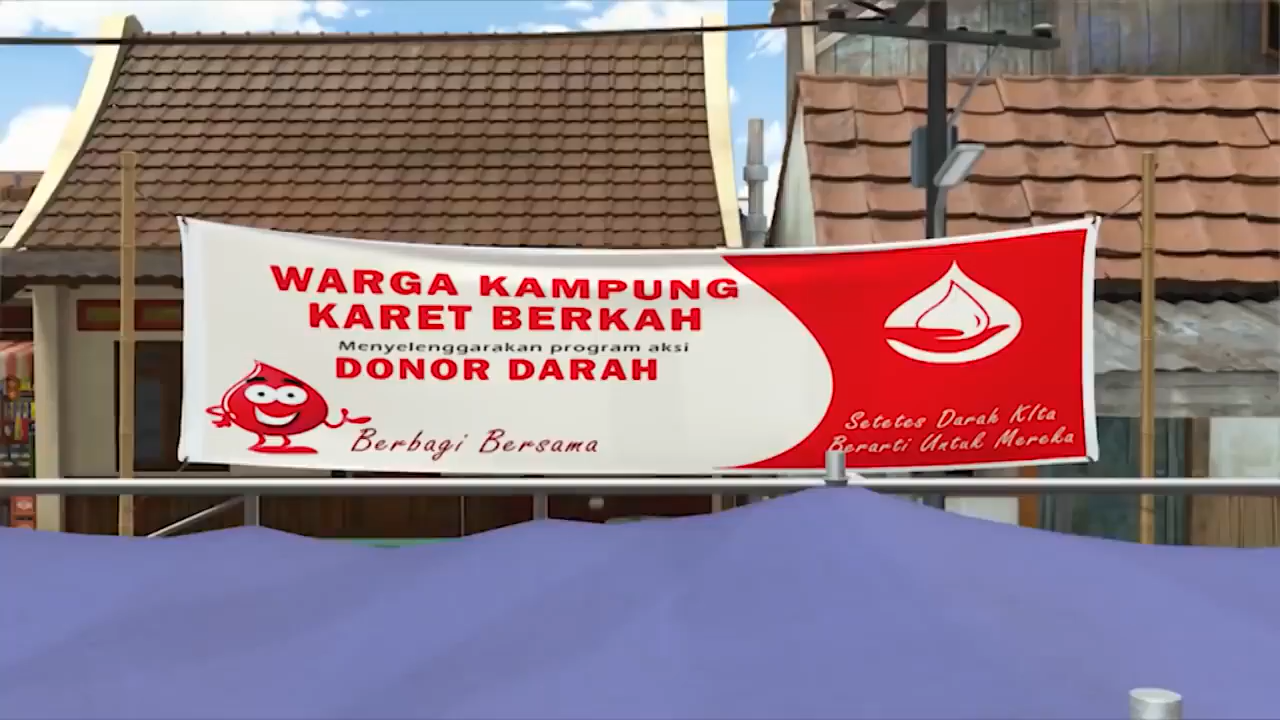 WARGA KAMPUNG
KARET BERKAH
Menyelenggarakan program aksi
DONOR DARAH
Berbagi Bersama
Setetes Darah KIta
Berarti Untuk Mereka